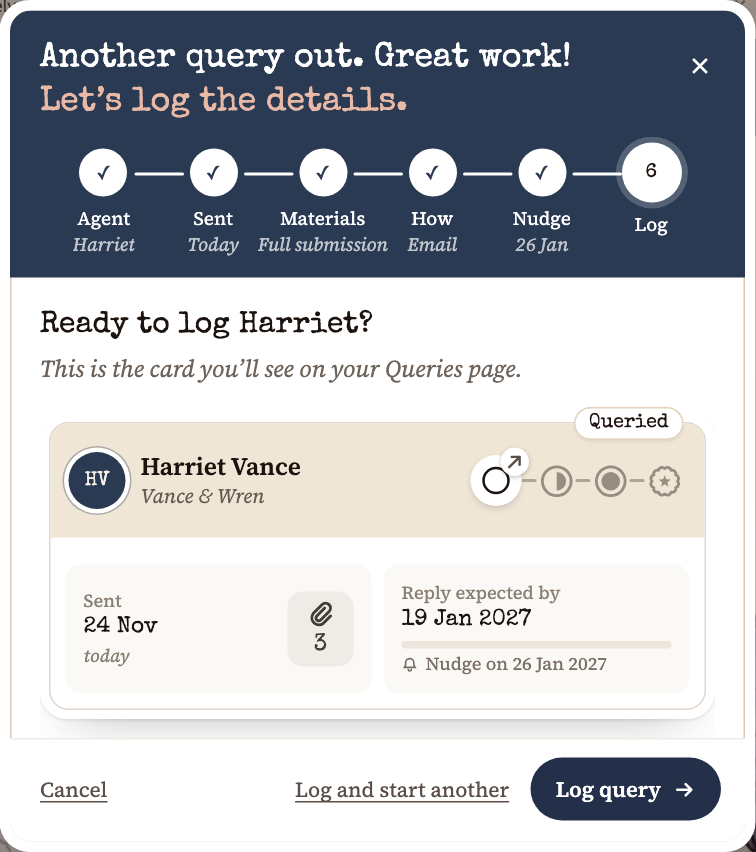 Another query out. Great work!
Let’s log the details.
6
Agent
Sent
Materials
How
Nudge
Log
Harriet
Today
Full submission
Email
26 Jan
Ready to log Harriet?
This is the card you’ll see on your Queries page.
Queried
HV
Harriet Vance
Vance & Wren
Sent
24 Nov
today
3
Reply expected by
19 Jan 2027
Nudge on 26 Jan 2027
Cancel
Log and start another
Log query